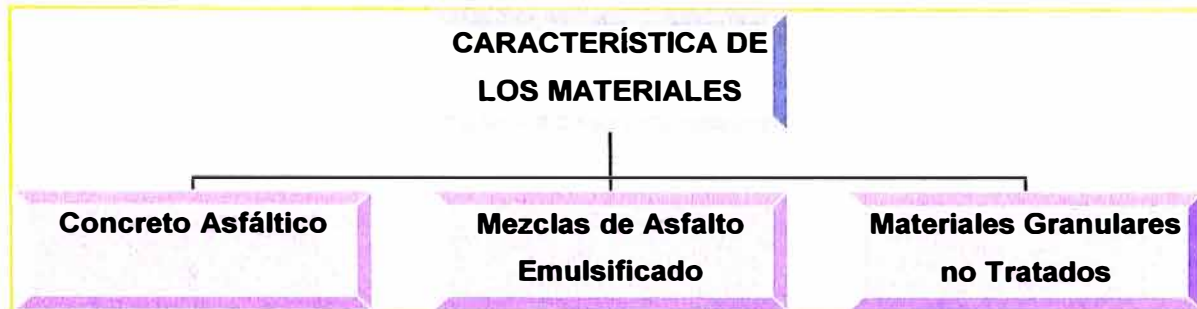 CARACTERÍSTICA DE
LOS MATERIALES
Concreto Asfáltico
Mezclas de Asfalto
Emulsificado
Materiales Granulares
no Tratados